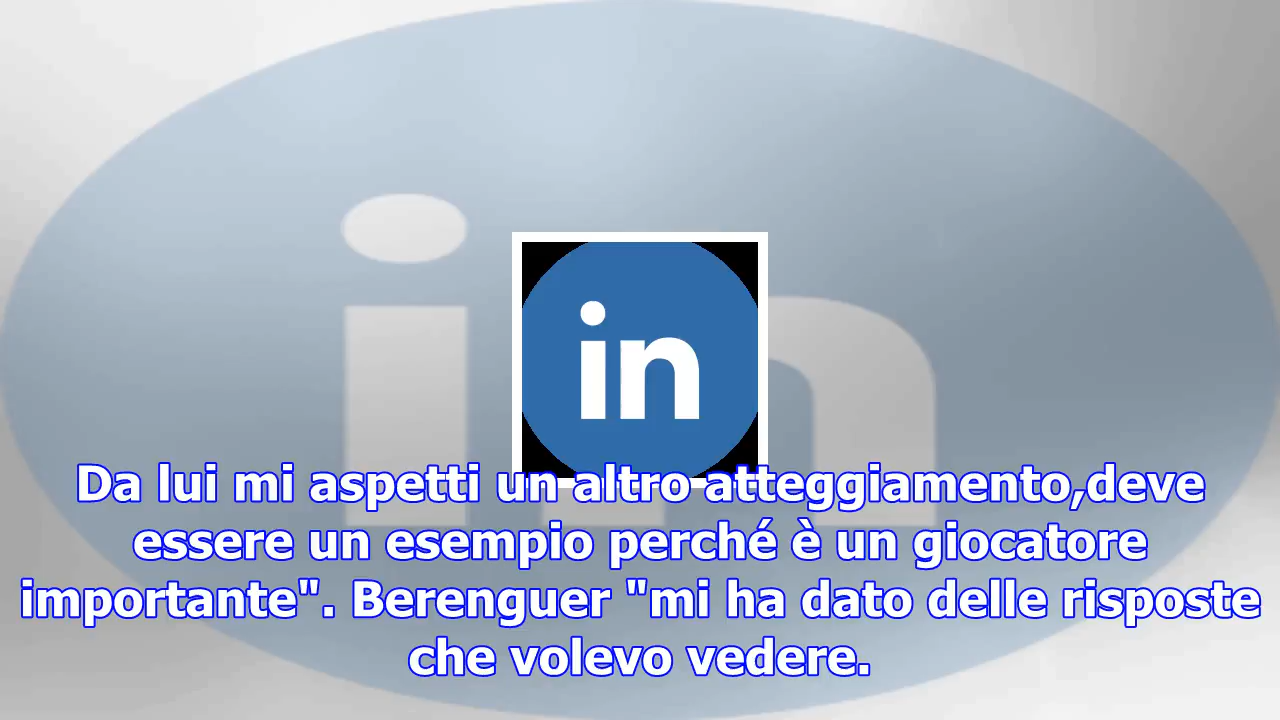 in
in
Da lui mi aspetti un altro atteggiamento,deve
essere un esempio perché è un giocatore
importante". Berenguer "mi ha dato delle risposte
che volevo vedere.